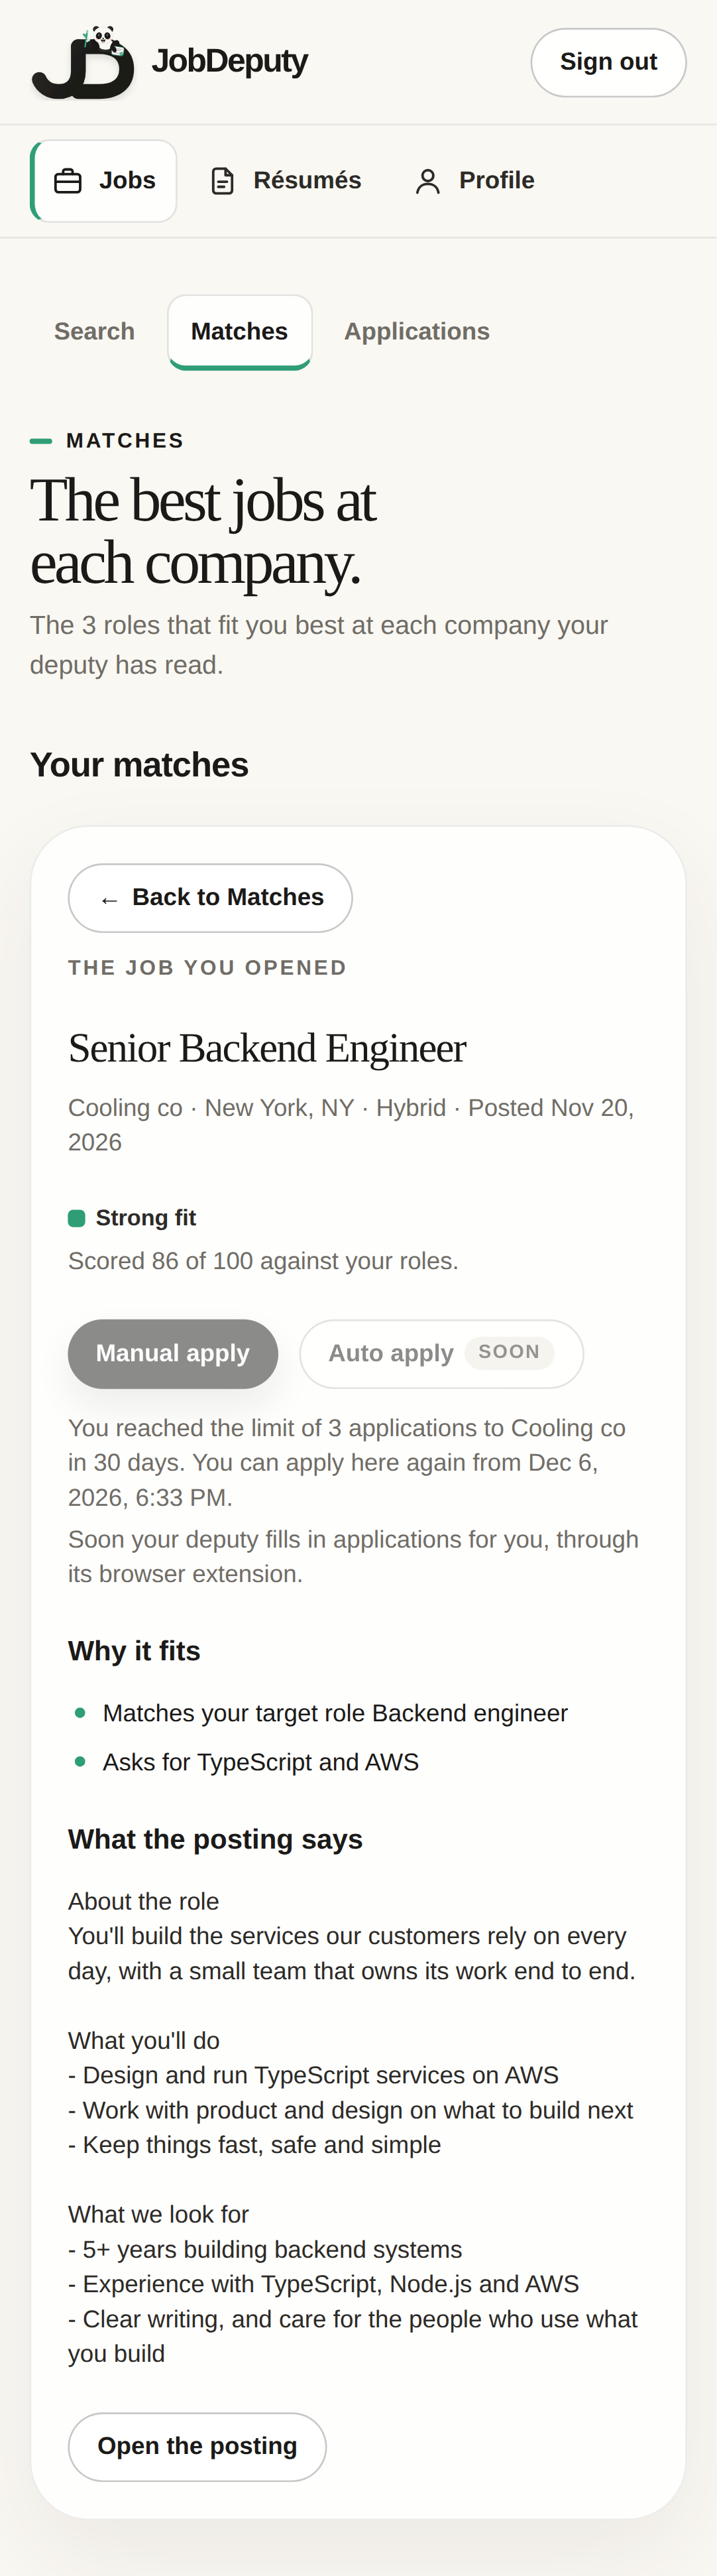 JobDeputy
Sign out
Jobs
Résumés
Profile
Search
Matches
Applications
MATCHES
The best jobs at
each company.
The 3 roles that fit you best at each company your
deputy has read.
Your matches
← Back to Matches
THE JOB YOU OPENED
Senior Backend Engineer
Cooling co · New York, NY · Hybrid · Posted Nov 20,
2026
Strong fit
Scored 86 of 100 against your roles.
Manual apply
Auto apply SOON
You reached the limit of 3 applications to Cooling co
in 30 days. You can apply here again from Dec 6,
2026, 6:33 PM.
Soon your deputy fills in applications for you, through
its browser extension.
Why it fits
Matches your target role Backend engineer
Asks for TypeScript and AWS
What the posting says
About the role
You'll build the services our customers rely on every
day, with a small team that owns its work end to end.
What you'll do
- Design and run TypeScript services on AWS
- Work with product and design on what to build next
- Keep things fast, safe and simple
What we look for
- 5+ years building backend systems
- Experience with TypeScript, Node.js and AWS
- Clear writing, and care for the people who use what
you build
Open the posting